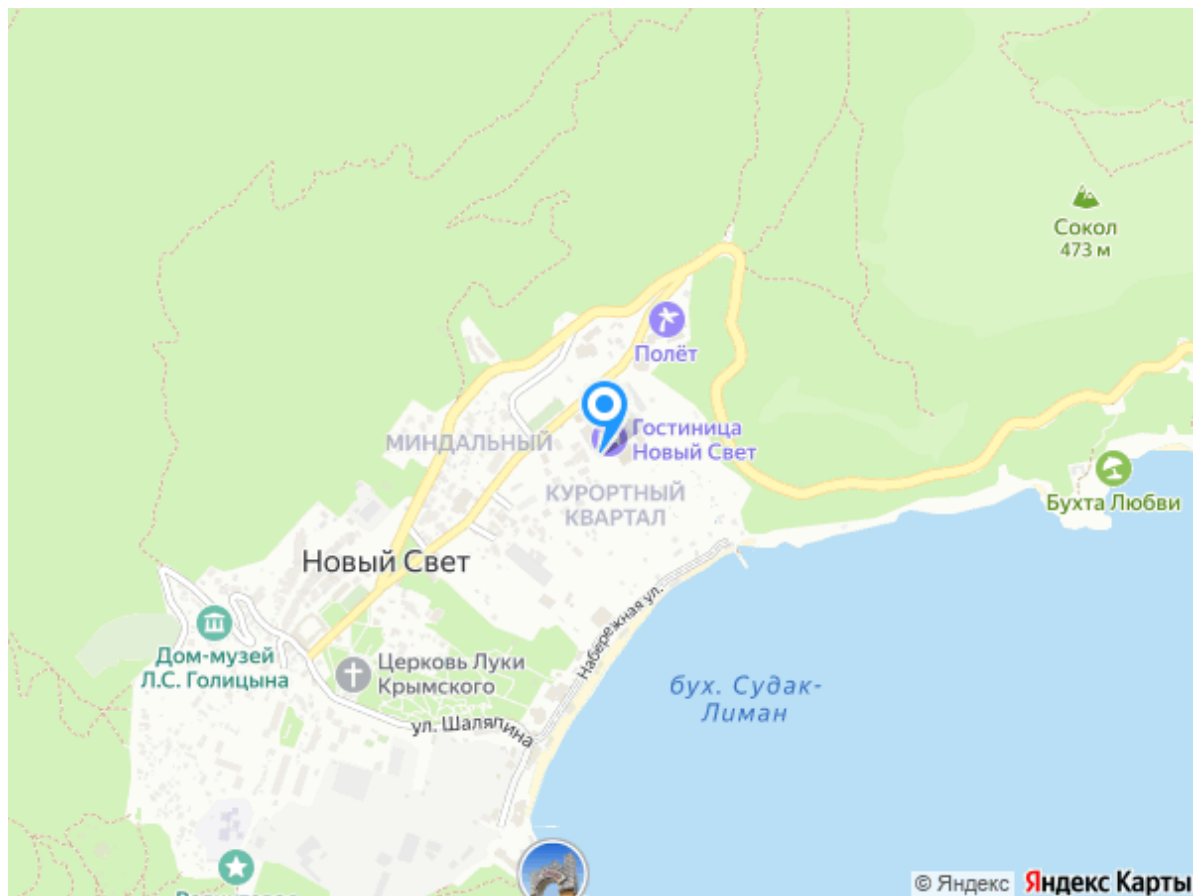 Сокол
473 м
Полёт
Гостиница
Новый Свет
МИНДАЛЬНЫЙ
КУРОРТНЫЙ
КВАРТАЛ
Бухта Любви
Новый Свет
Набережная ул.
Дом-музей
Л.С. Голицына
Церковь Луки
Крымского
бух. Судак-
Лиман
ул. Шаляпина
© Яндекс Яндекс Карты